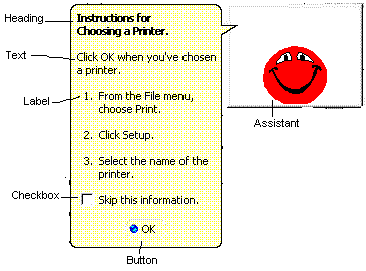 Heading
Instructions for
Choosing a Printer.
Text
Click OK when you've chosen
a printer.
Label
1. From the File menu,
choose Print.
2. Click Setup.
3. Select the name of the
printer.
Checkbox
Skip this information.
OK
Button
Assistant